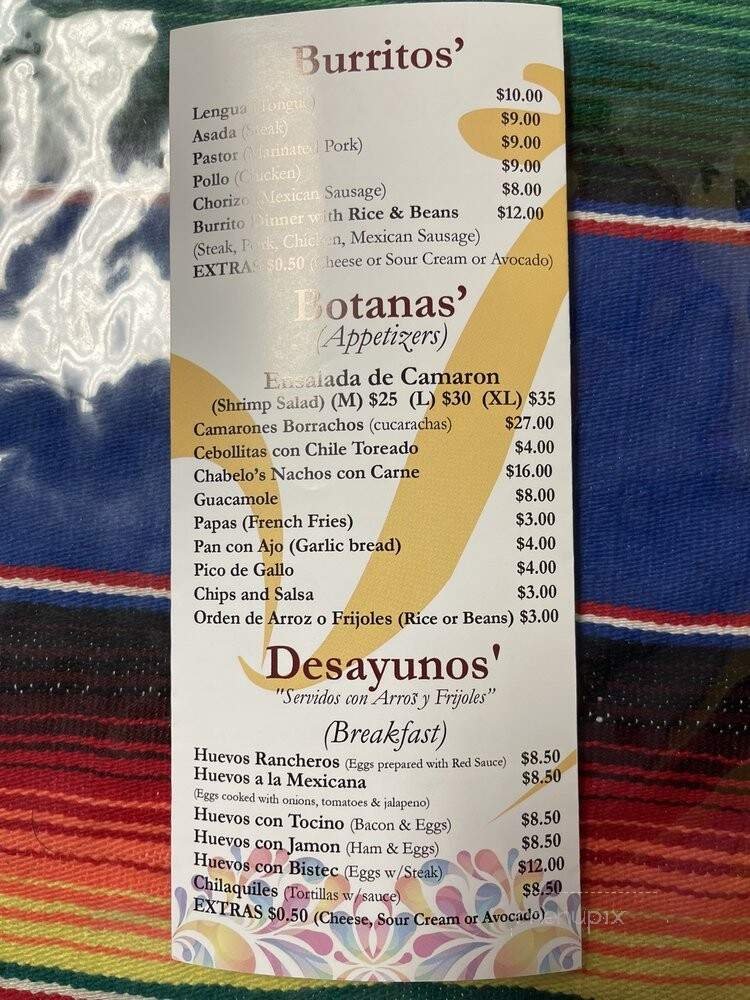 Burritos'
Lengua (Tongue) $10.00
Asada (Steak) $9.00
Pastor (Marinated Pork) $9.00
Pollo (Chicken) $9.00
Chorizo (Mexican Sausage) $8.00
Burrito Dinner with Rice & Beans $12.00
(Steak, Pork, Chicken, Mexican Sausage)
EXTRAS $0.50 (Cheese or Sour Cream or Avocado)
Botanas'
(Appetizers)
Ensalada de Camaron
(Shrimp Salad) (M) $25 (L) $30 (XL) $35
Camarones Borrachos (cucarachas) $27.00
Cebollitas con Chile Toreado $4.00
Chabelo's Nachos con Carne $16.00
Guacamole $8.00
Papas (French Fries) $3.00
Pan con Ajo (Garlic bread) $4.00
Pico de Gallo $4.00
Chips and Salsa $3.00
Orden de Arroz o Frijoles (Rice or Beans) $3.00
Desayunos'
"Servidos con Arros y Frijoles"
(Breakfast)
Huevos Rancheros (Eggs prepared with Red Sauce) $8.50
Huevos a la Mexicana $8.50
(Eggs cooked with onions, tomatoes & jalapeno)
Huevos con Tocino (Bacon & Eggs) $8.50
Huevos con Jamon (Ham & Eggs) $8.50
Huevos con Bistec (Eggs w/Steak) $12.00
Chilaquiles (Tortillas w/sauce) $8.50
EXTRAS $0.50 (Cheese, Sour Cream or Avocado)
menupix